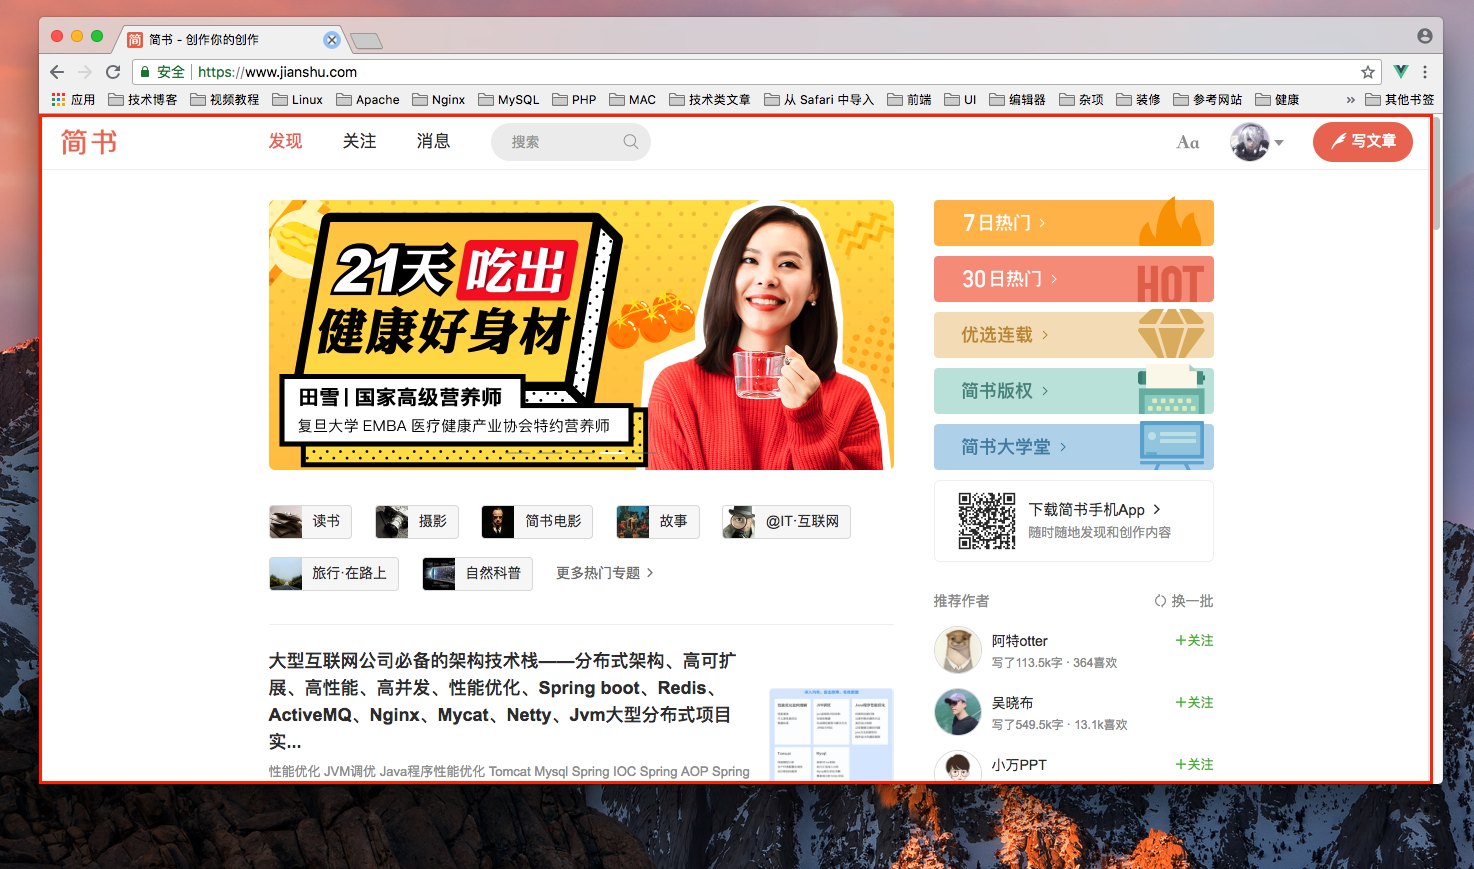 简 简书 - 创作你的创作
安全 https://www.jianshu.com
应用 技术博客 视频教程 Linux Apache Nginx MySQL PHP MAC 技术类文章 从 Safari 中导入 前端 UI 编辑器 杂项 装修 参考网站 健康 » 其他书签
简书 发现 关注 消息 搜索 Aa 写文章
21天 吃出
健康好身材
田雪 | 国家高级营养师
复旦大学 EMBA 医疗健康产业协会特约营养师
7日热门
30日热门 HOT
优选连载
简书版权
简书大学堂
下载简书手机App
随时随地发现和创作内容
读书 摄影 简书电影 故事 @IT·互联网
旅行·在路上 自然科普 更多热门专题
大型互联网公司必备的架构技术栈——分布式架构、高可扩
展、高性能、高并发、性能优化、Spring boot、Redis、
ActiveMQ、Nginx、Mycat、Netty、Jvm大型分布式项目
实...
性能优化 JVM调优 Java程序性能优化 Tomcat Mysql Spring IOC Spring AOP Spring
Tomcat Mysql
推荐作者 换一批
阿特otter +关注
写了113.5k字 · 364喜欢
吴晓布 +关注
写了549.5k字 · 13.1k喜欢
小万PPT +关注